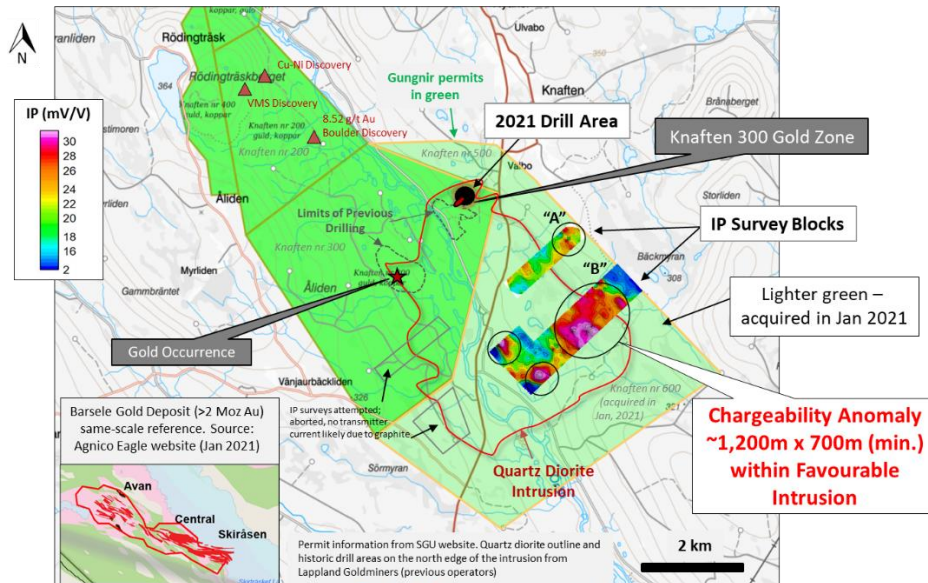 Rödingträsk
Ulvabo
Cu-Ni Discovery
Rödingträskberget
364
VMS Discovery
Knaften nr 400
guld, koppar
8.52 g/t Au
Boulder Discovery
Knaften nr 200
guld, koppar
Knaften nr 200
Gungnir permits
in green
2021 Drill Area
Knaften
Brånaberget
Knaften 300 Gold Zone
Knaften nr 500
Valbo
N
IP (mV/V)
30
28
26
24
22
20
18
16
14
12
10
6
2
Åliden
Limits of Previous
Drilling
Storliden
"A"
IP Survey Blocks
"B"
Bäckmyran
308
Knaften nr 300
Myrliden
Gammbräntet
Åliden
Lighter green –
acquired in Jan 2021
Gold Occurrence
Vänjaurbäckliden
326
IP surveys attempted;
aborted, no transmitter
current likely due to graphite
Knaften nr 600
(acquired in
Jan, 2021)
321
Chargeability Anomaly
~1,200m x 700m (min.)
within Favourable
Intrusion
Barsele Gold Deposit (>2 Moz Au)
same-scale reference. Source:
Agnico Eagle website (Jan 2021)
Sörmyran
Quartz Diorite
Intrusion
Avan
Central
Skiråsen
Permit information from SGU website. Quartz diorite outline and
historic drill areas on the north edge of the intrusion from
Lappland Goldminers (previous operators)
2 km